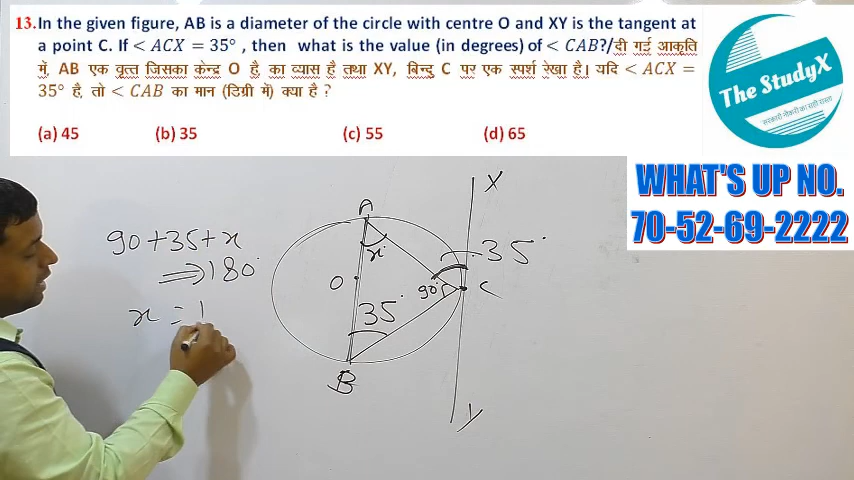 13.In the given figure, AB is a diameter of the circle with centre O and XY is the tangent at
a point C. If < ACX = 35° , then what is the value (in degrees) of < CAB?/दी गई आकृति
में, AB एक वृत्त जिसका केन्द्र O है, का व्यास है तथा XY, बिन्दु C पर एक स्पर्श रेखा है। यदि < ACX =
35° है, तो < CAB का मान (डिग्री में) क्या है ?
(a) 45 (b) 35 (c) 55 (d) 65
The StudyX
सरकारी नौकरी का सही रास्ता
WHAT'S UP NO.
70-52-69-2222
X
A
90+35+x
35°
x°
⇒180°
O
90°
C
35°
x = 1
B
Y